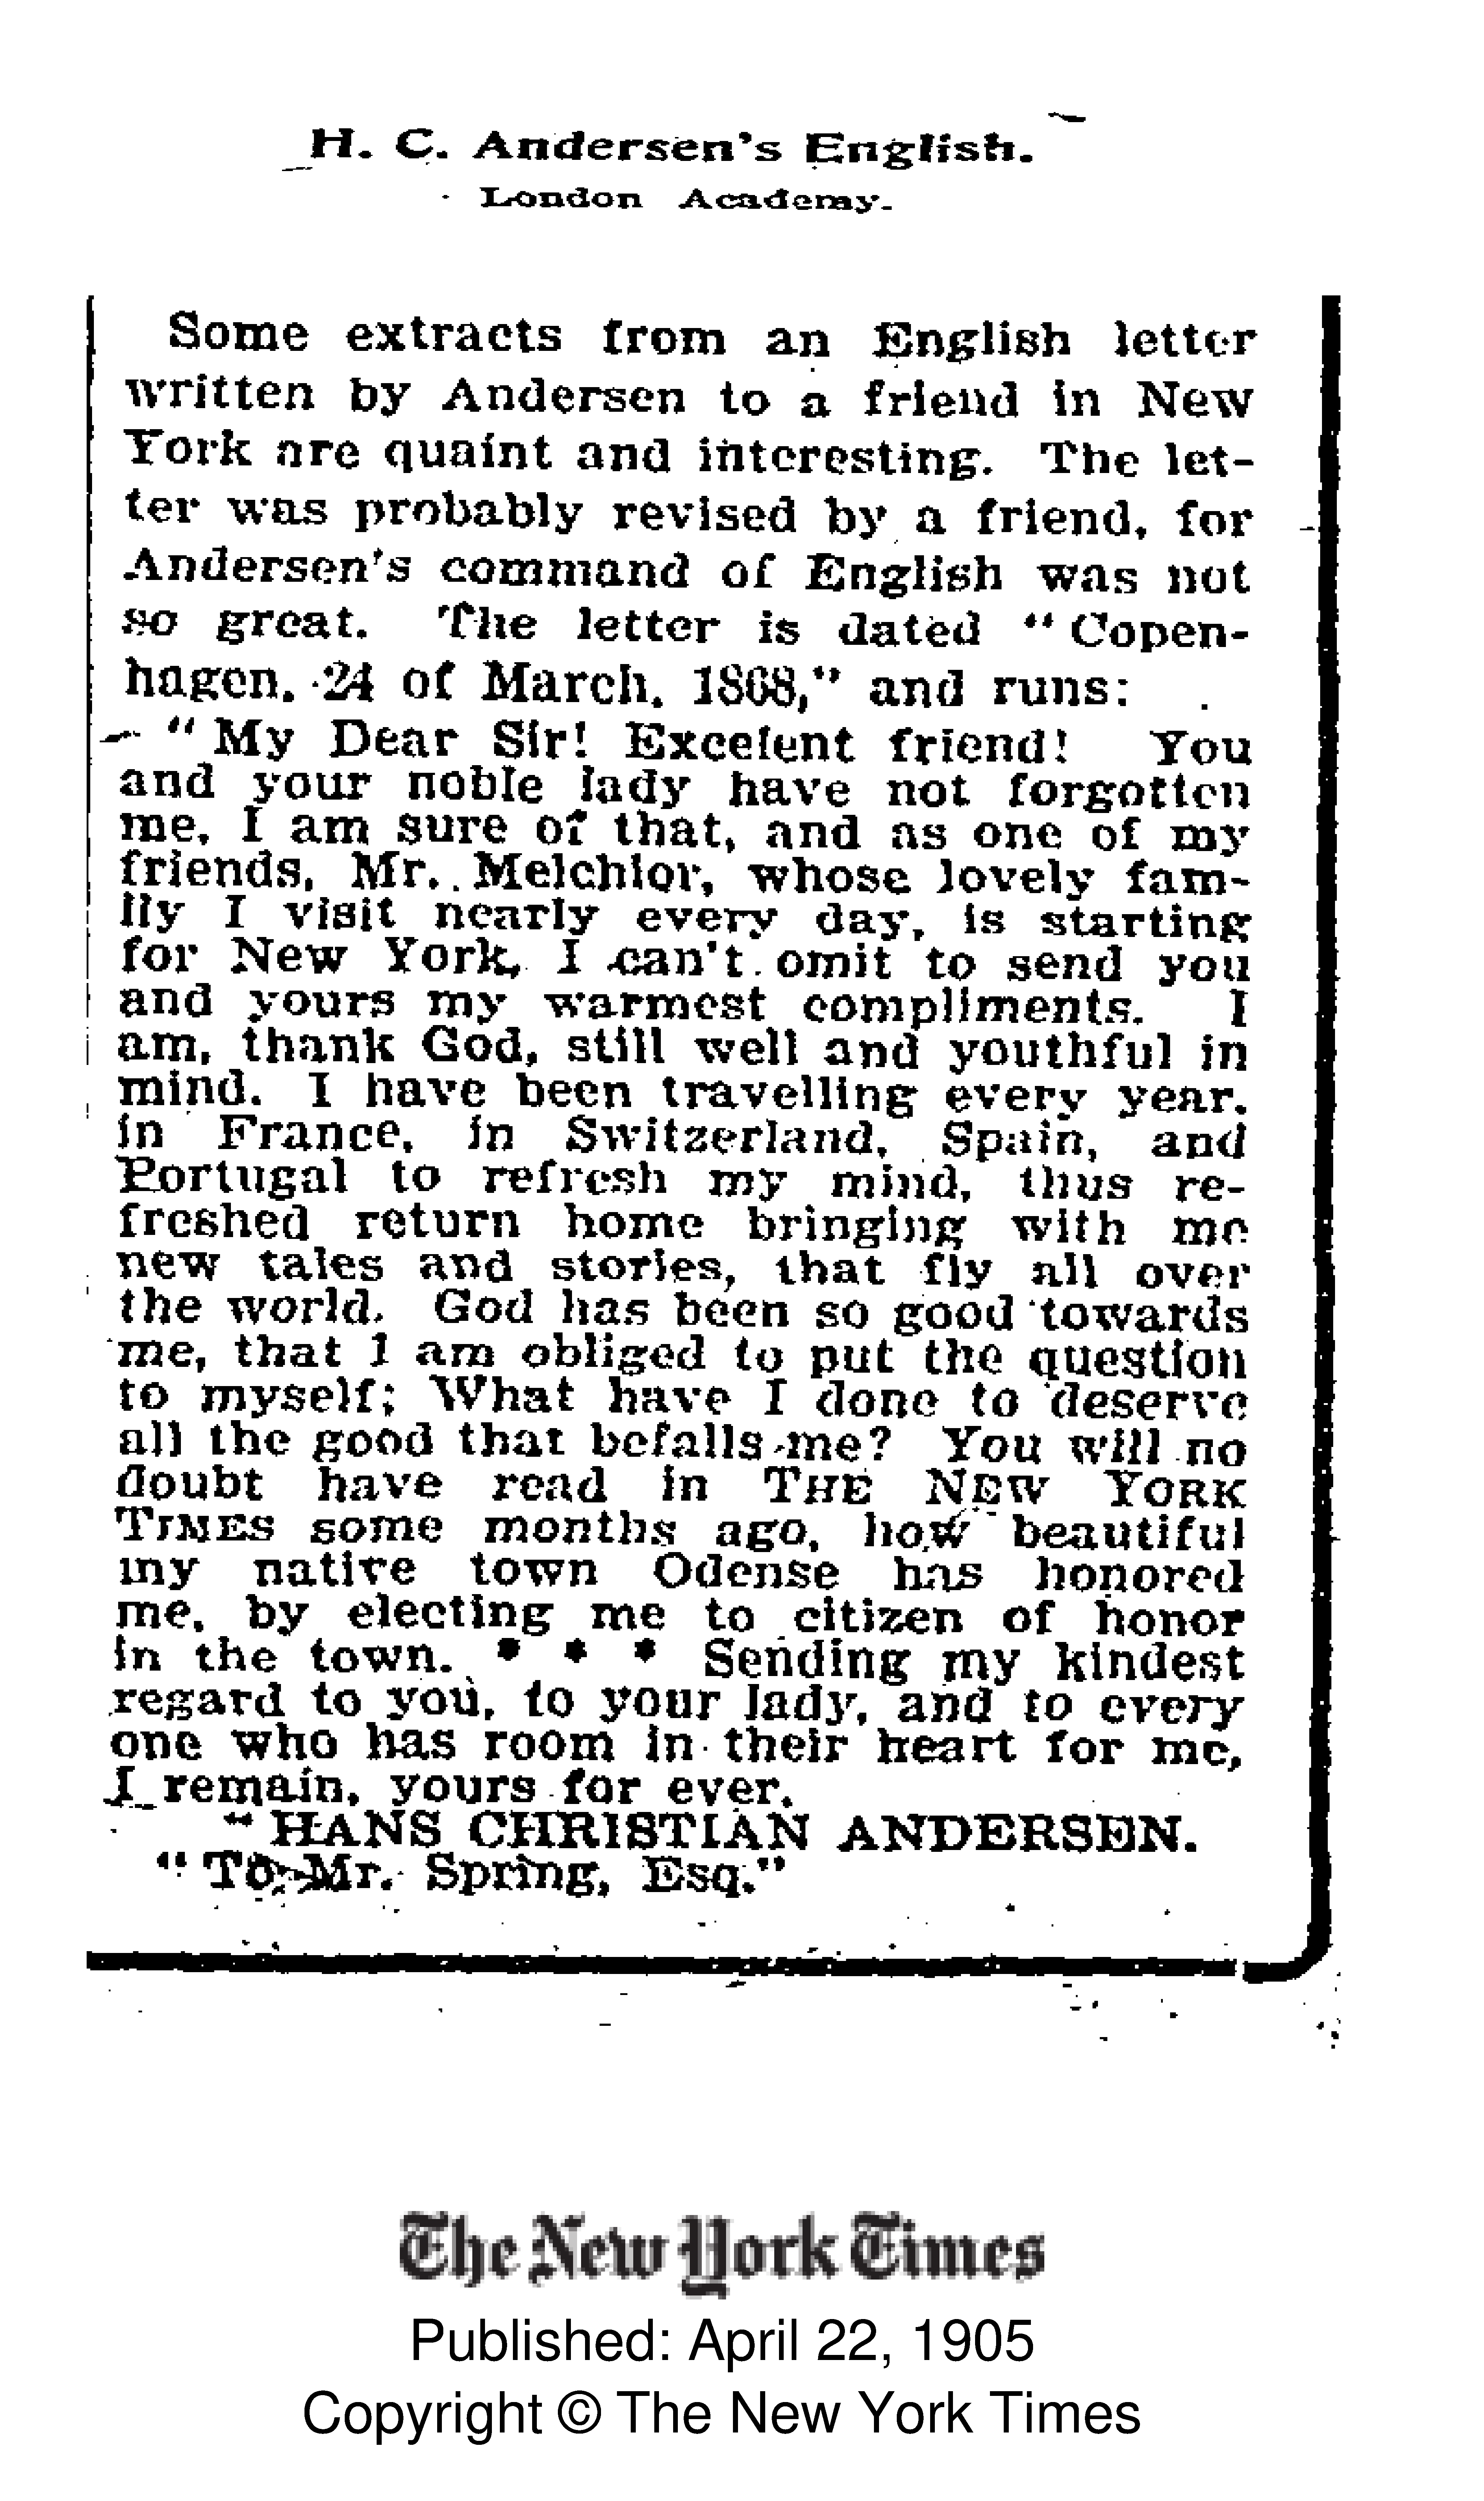 H. C. Andersen's English.
London Academy.
Some extracts from an English letter
written by Andersen to a friend in New
York are quaint and interesting. The let-
ter was probably revised by a friend, for
Andersen's command of English was not
so great. The letter is dated "Copen-
hagen, 24 of March, 1868," and runs:
"My Dear Sir! Excelent friend! You
and your noble lady have not forgotten
me, I am sure of that, and as one of my
friends, Mr. Melchior, whose lovely fam-
ily I visit nearly every day, is starting
for New York, I can't omit to send you
and yours my warmest compliments. I
am, thank God, still well and youthful in
mind. I have been travelling every year,
in France, in Switzerland, Spain, and
Portugal to refresh my mind, thus re-
freshed return home bringing with me
new tales and stories, that fly all over
the world. God has been so good towards
me, that I am obliged to put the question
to myself: What have I done to deserve
all the good that befalls me? You will no
doubt have read in THE NEW YORK
TIMES some months ago, how beautiful
my native town Odense has honored
me, by electing me to citizen of honor
in the town. * * * Sending my kindest
regard to you, to your lady, and to every
one who has room in their heart for me,
I remain, yours for ever.
"HANS CHRISTIAN ANDERSEN.
"To Mr. Spring, Esq."
The New York Times
Published: April 22, 1905
Copyright © The New York Times